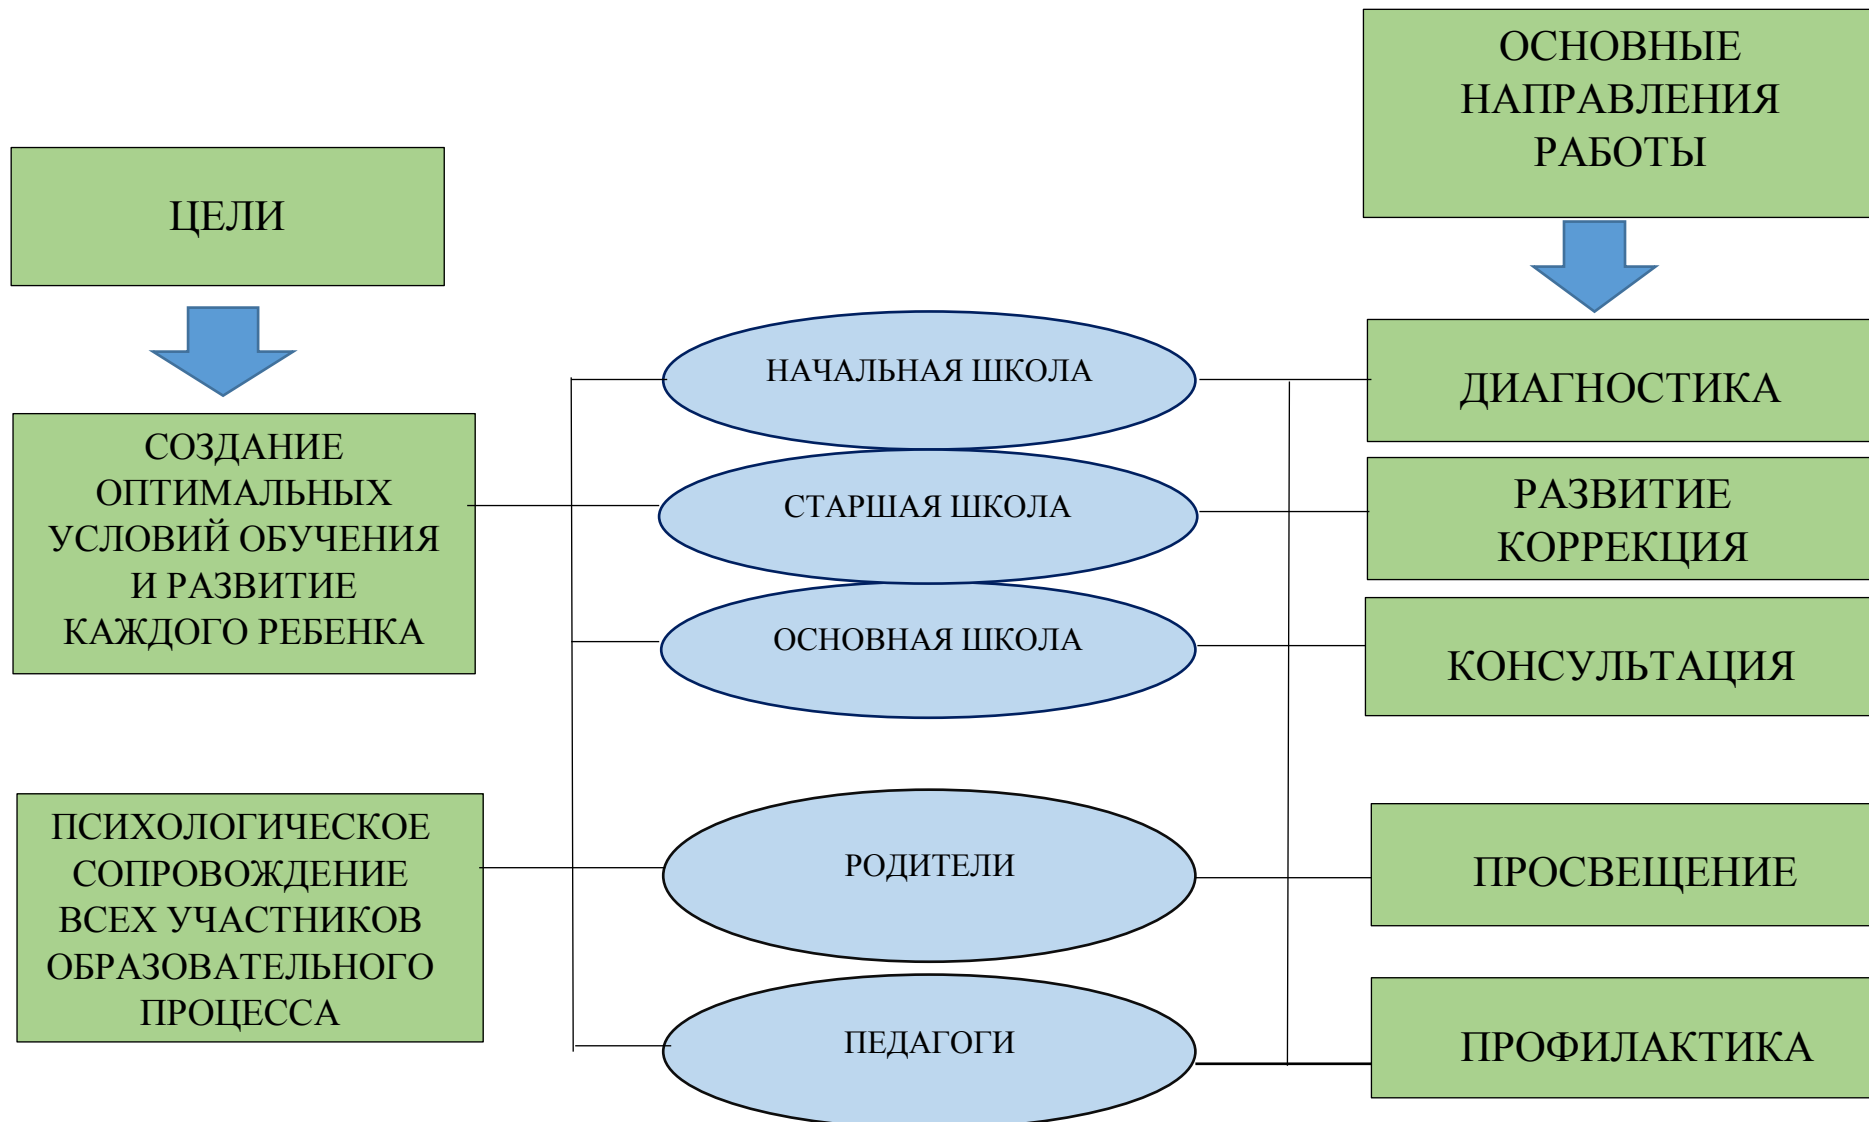 ЦЕЛИ
СОЗДАНИЕ
ОПТИМАЛЬНЫХ
УСЛОВИЙ ОБУЧЕНИЯ
И РАЗВИТИЕ
КАЖДОГО РЕБЕНКА
ПСИХОЛОГИЧЕСКОЕ
СОПРОВОЖДЕНИЕ
ВСЕХ УЧАСТНИКОВ
ОБРАЗОВАТЕЛЬНОГО
ПРОЦЕССА
НАЧАЛЬНАЯ ШКОЛА
СТАРШАЯ ШКОЛА
ОСНОВНАЯ ШКОЛА
РОДИТЕЛИ
ПЕДАГОГИ
ОСНОВНЫЕ
НАПРАВЛЕНИЯ
РАБОТЫ
ДИАГНОСТИКА
РАЗВИТИЕ
КОРРЕКЦИЯ
КОНСУЛЬТАЦИЯ
ПРОСВЕЩЕНИЕ
ПРОФИЛАКТИКА